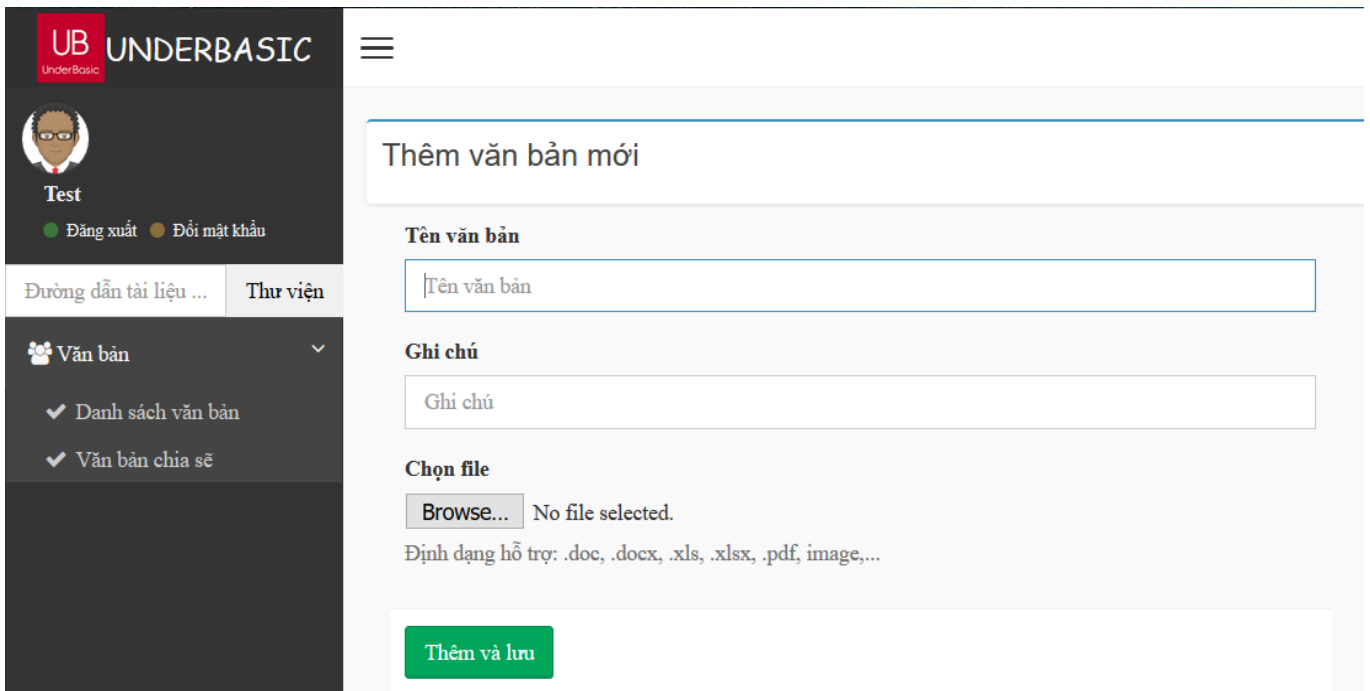 UB
UnderBasic
UNDERBASIC
Test
Đăng xuất Đổi mật khẩu
Đường dẫn tài liệu ... Thư viện
Văn bản
Danh sách văn bản
Văn bản chia sẽ
Thêm văn bản mới
Tên văn bản
Tên văn bản
Ghi chú
Ghi chú
Chọn file
Browse... No file selected.
Định dạng hỗ trợ: .doc, .docx, .xls, .xlsx, .pdf, image,...
Thêm và lưu